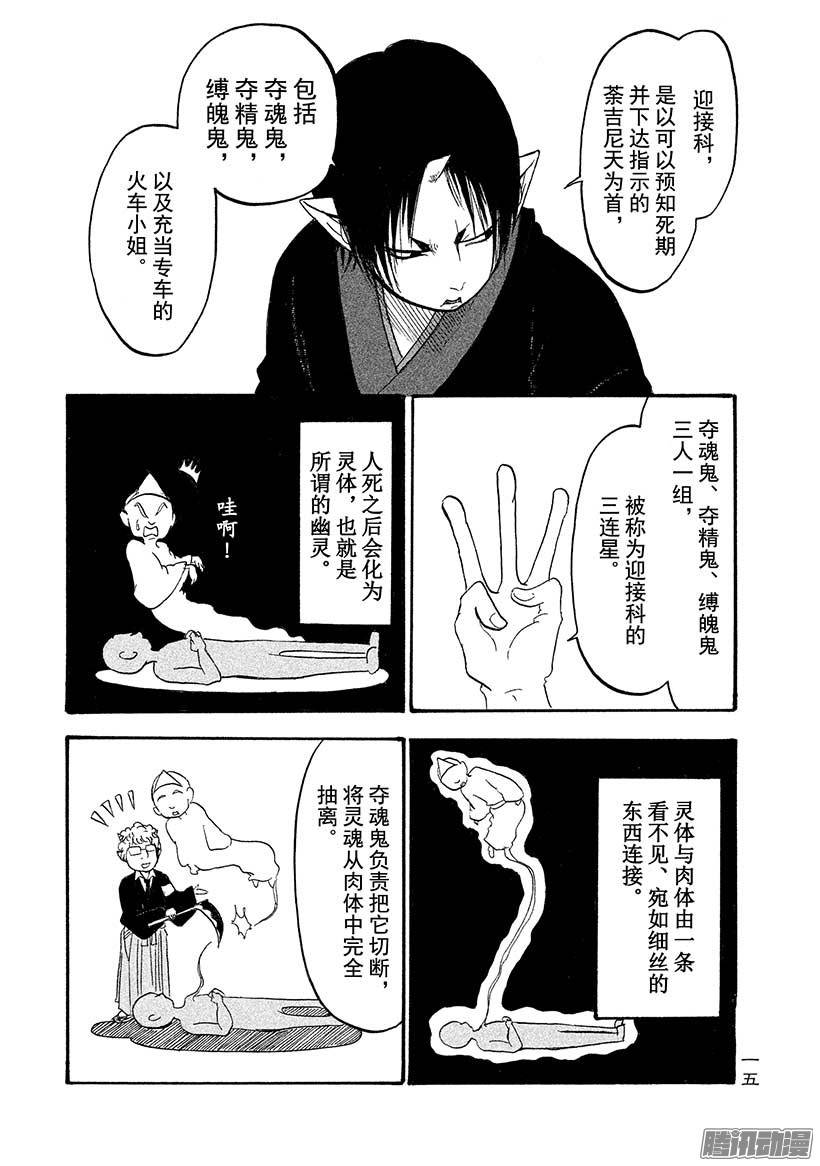 迎接科，
是以可以预知死期
并下达指示的
荼吉尼天为首，
包括
夺魂鬼，
夺精鬼，
缚魄鬼，
以及充当专车的
火车小姐。
夺魂鬼、夺精鬼、缚魄鬼
三人一组，
被称为迎接科的
三连星。
人死之后会化为
灵体，也就是
所谓的幽灵。
哇啊！
灵体与肉体由一条
看不见、宛如细丝的
东西连接。
夺魂鬼负责把它切断，
将灵魂从肉体中完全
抽离。
一五
腾讯动漫